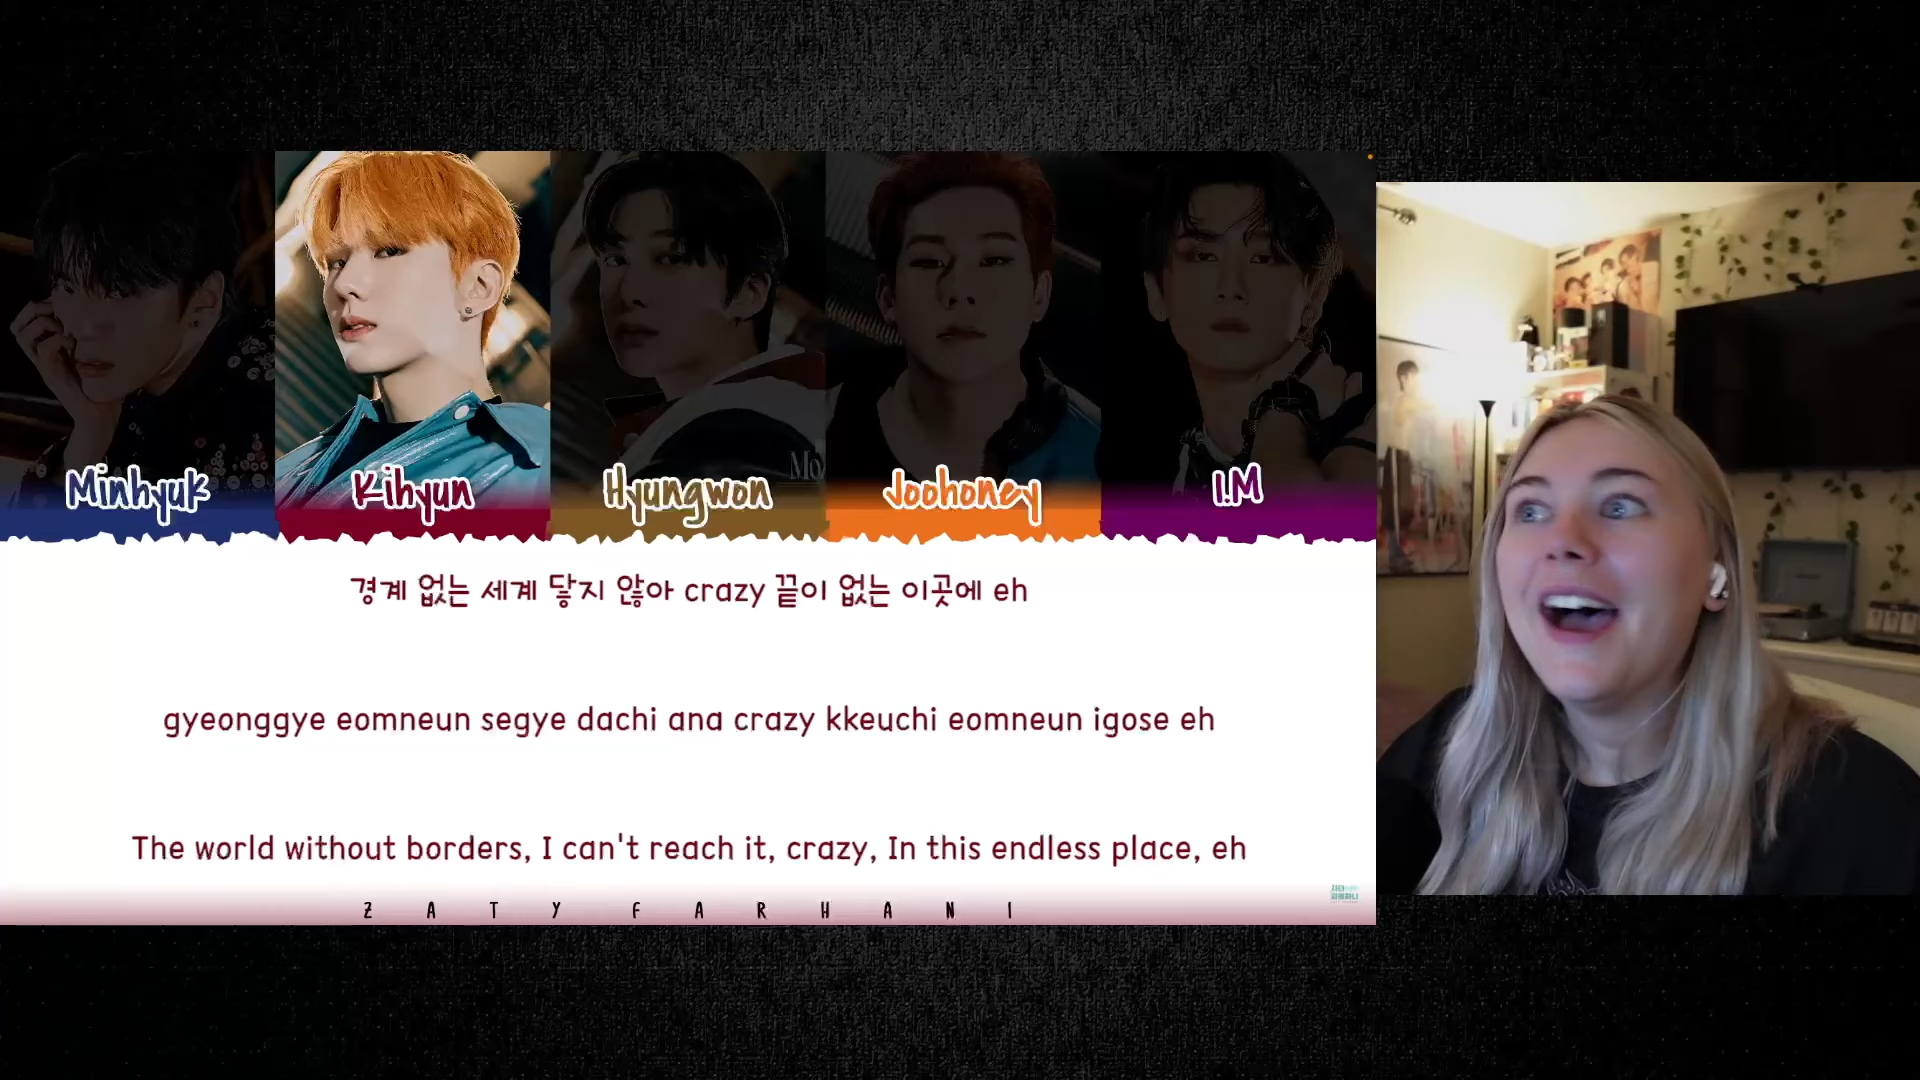 Minhyuk Kihyun Hyungwon Joohoney I.M
경계 없는 세계 닿지 않아 crazy 끝이 없는 이곳에 eh
gyeonggye eomneun segye dachi ana crazy kkeuchi eomneun igose eh
The world without borders, I can't reach it, crazy, In this endless place, eh
ZATYFARHANI